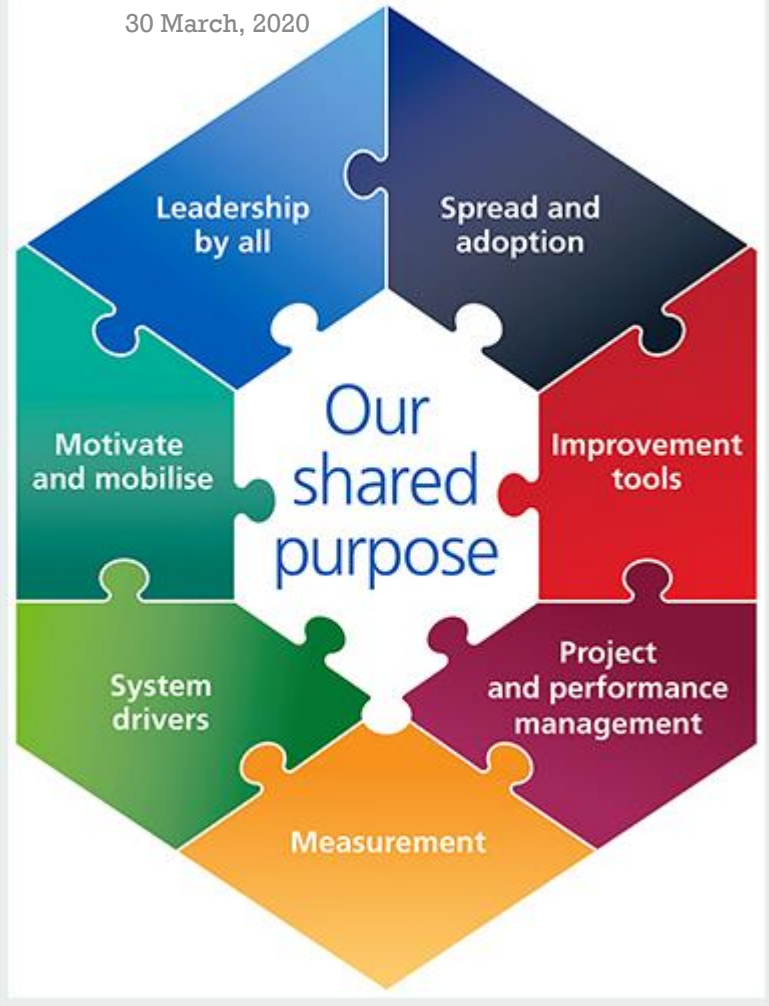 30 March, 2020
Leadership
by all
Spread and
adoption
Motivate
and mobilise
Our
shared
purpose
Improvement
tools
System
drivers
Project
and performance
management
Measurement